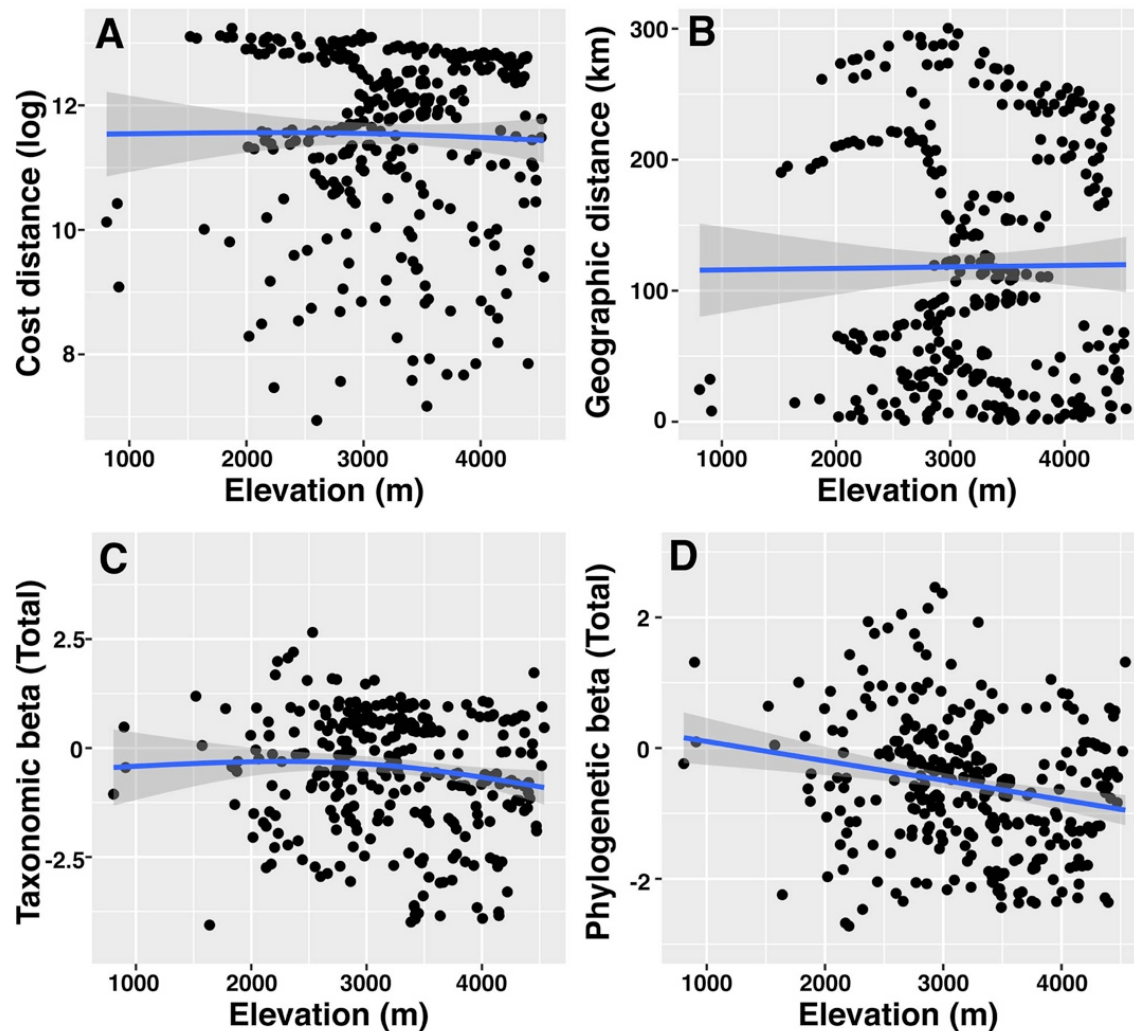 A
Cost distance (log)
12
10
8
1000 2000 3000 4000
Elevation (m)
B
Geographic distance (km)
300
200
100
0
1000 2000 3000 4000
Elevation (m)
C
Taxonomic beta (Total)
2.5
0
-2.5
1000 2000 3000 4000
Elevation (m)
D
Phylogenetic beta (Total)
2
0
-2
1000 2000 3000 4000
Elevation (m)